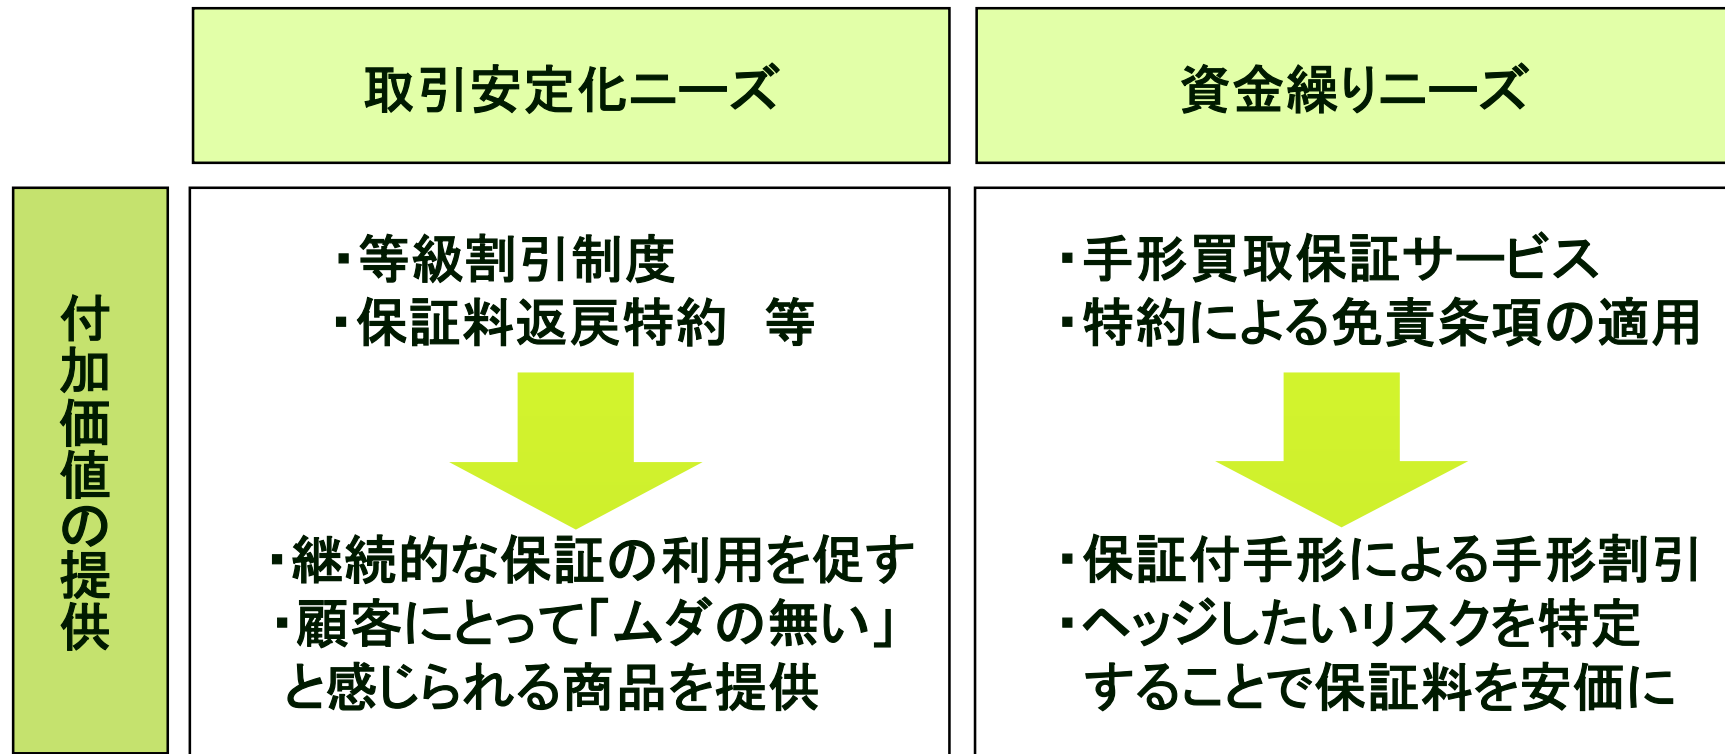 取引安定化ニーズ
資金繰りニーズ
付加価値の提供
・等級割引制度
・保証料返戻特約　等
・継続的な保証の利用を促す
・顧客にとって「ムダの無い」
と感じられる商品を提供
・手形買取保証サービス
・特約による免責条項の適用
・保証付手形による手形割引
・ヘッジしたいリスクを特定
することで保証料を安価に